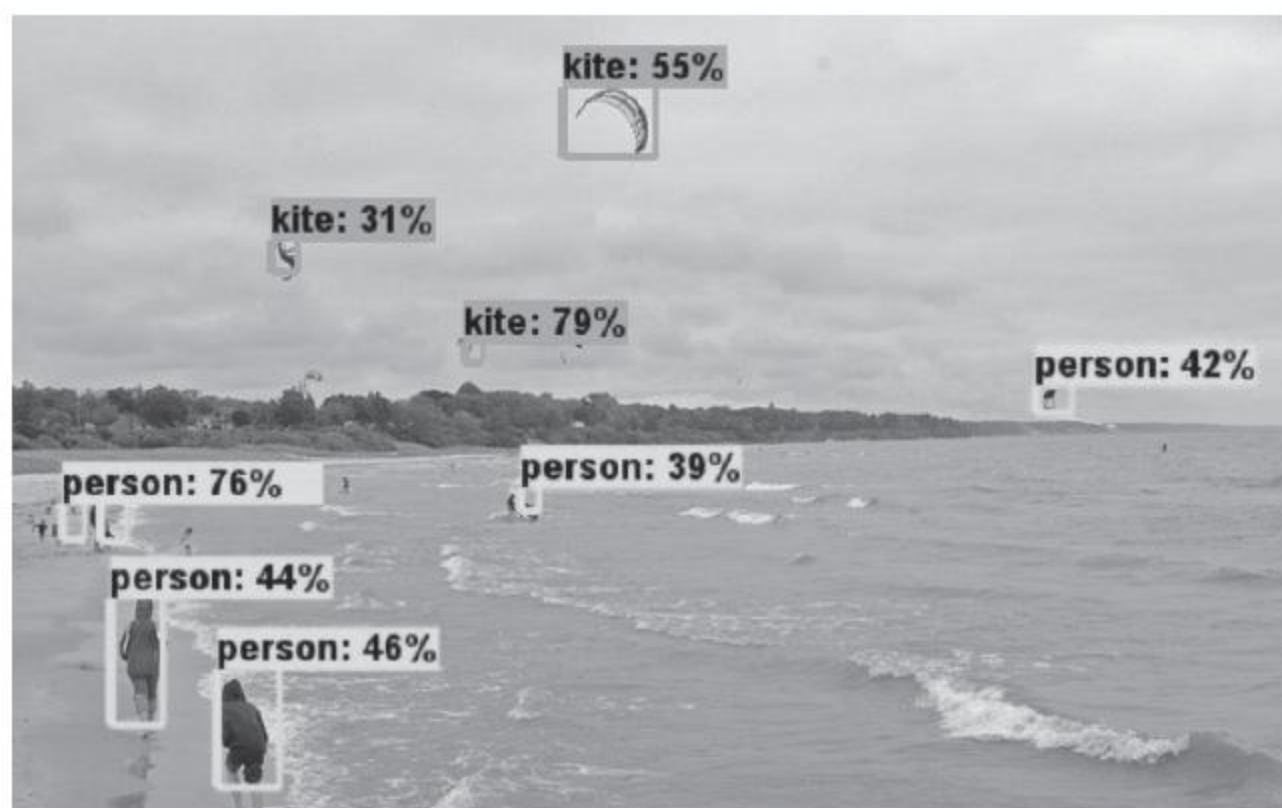 kite: 55%
kite: 31%
kite: 79%
person: 42%
person: 39%
person: 76%
person: 44%
person: 46%